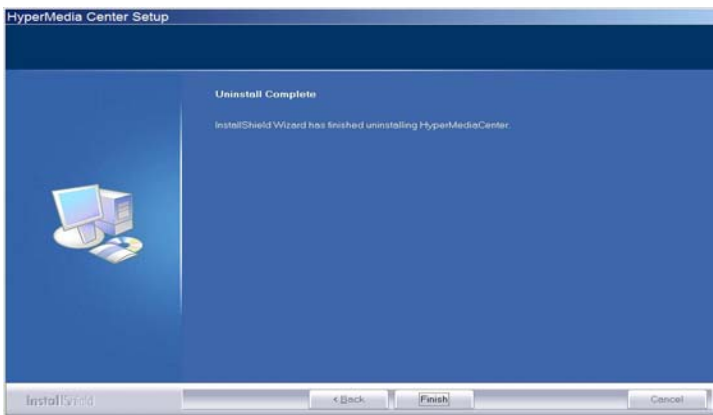 HyperMedia Center Setup
Uninstall Complete
InstallShield Wizard has finished uninstalling HyperMediaCenter.
InstallShield
< Back
Finish
Cancel